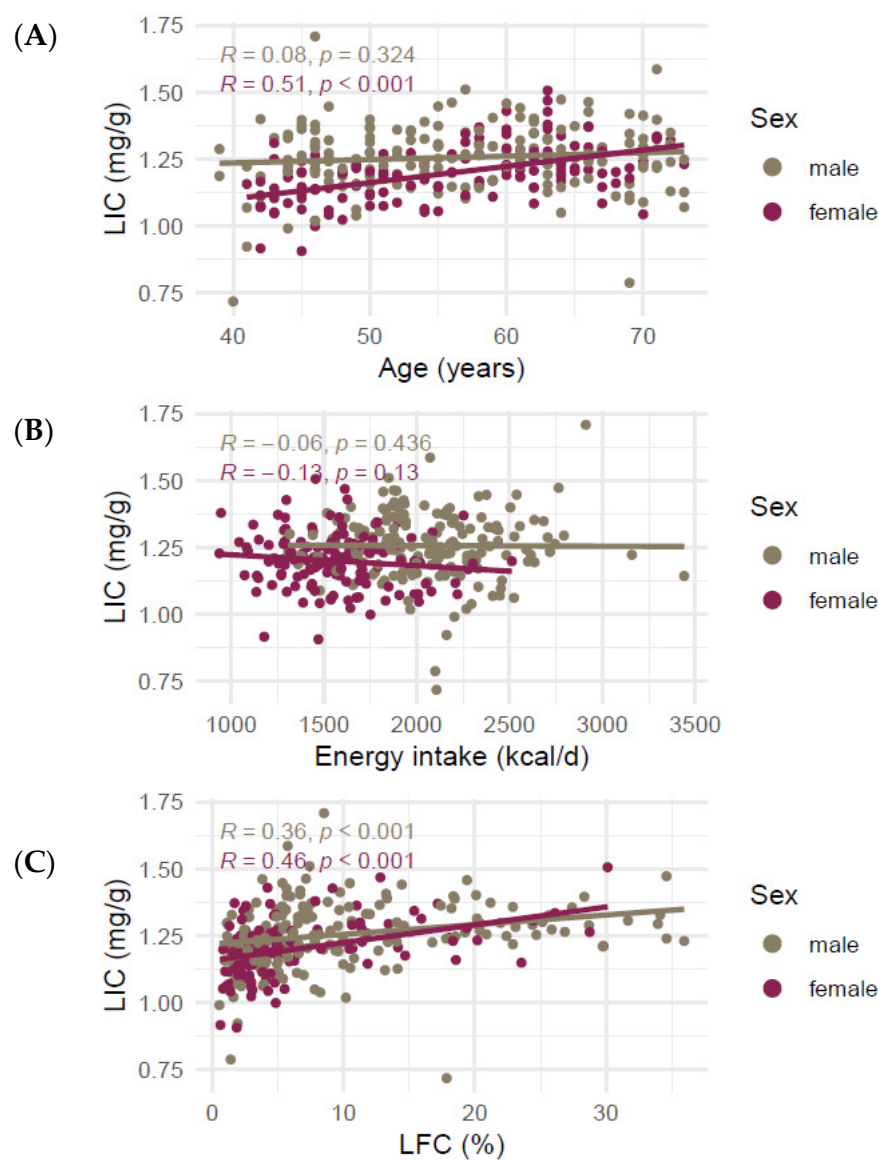 (A)
1.75
1.50
1.25
1.00
0.75
LIC (mg/g)
R = 0.08, p = 0.324
R = 0.51, p < 0.001
40 50 60 70
Age (years)
Sex
male
female
(B)
1.75
1.50
1.25
1.00
0.75
LIC (mg/g)
R = −0.06, p = 0.436
R = −0.13, p = 0.13
1000 1500 2000 2500 3000 3500
Energy intake (kcal/d)
Sex
male
female
(C)
1.75
1.50
1.25
1.00
0.75
LIC (mg/g)
R = 0.36, p < 0.001
R = 0.46, p < 0.001
0 10 20 30
LFC (%)
Sex
male
female